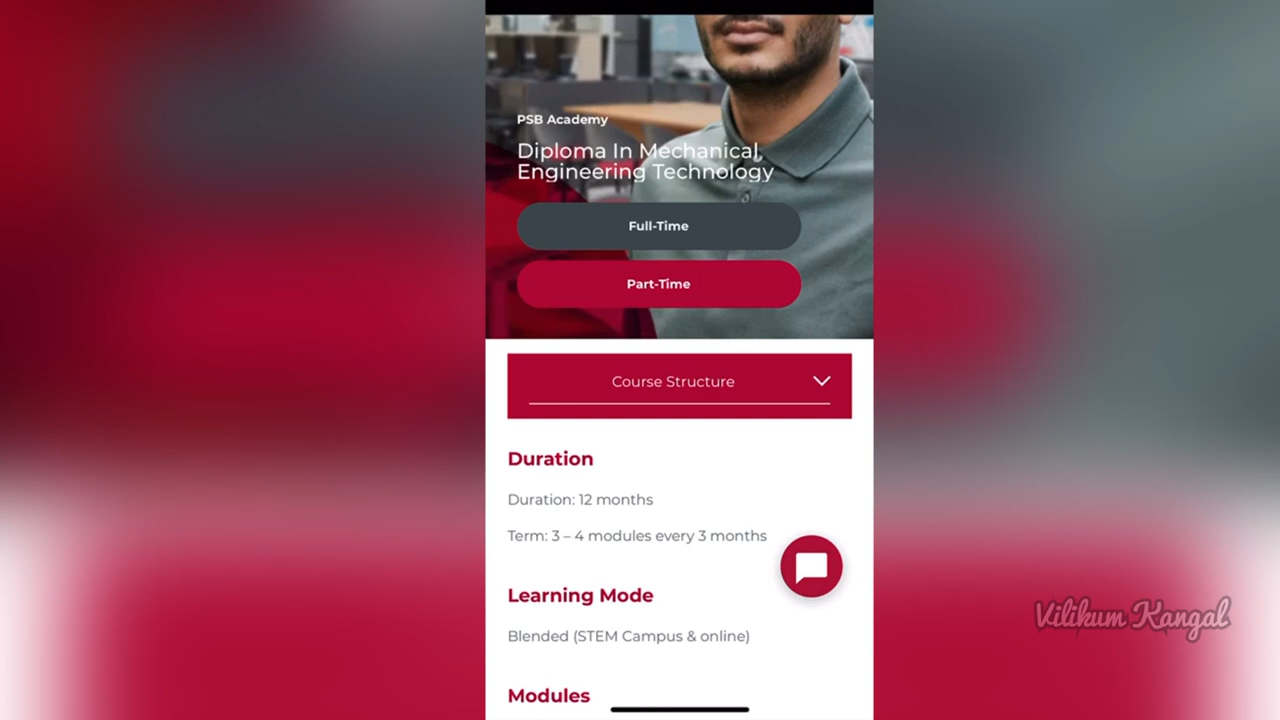 PSB Academy
Diploma In Mechanical
Engineering Technology
Full-Time
Part-Time
Course Structure
Duration
Duration: 12 months
Term: 3 – 4 modules every 3 months
Learning Mode
Blended (STEM Campus & online)
Modules
Vilikum Kangal